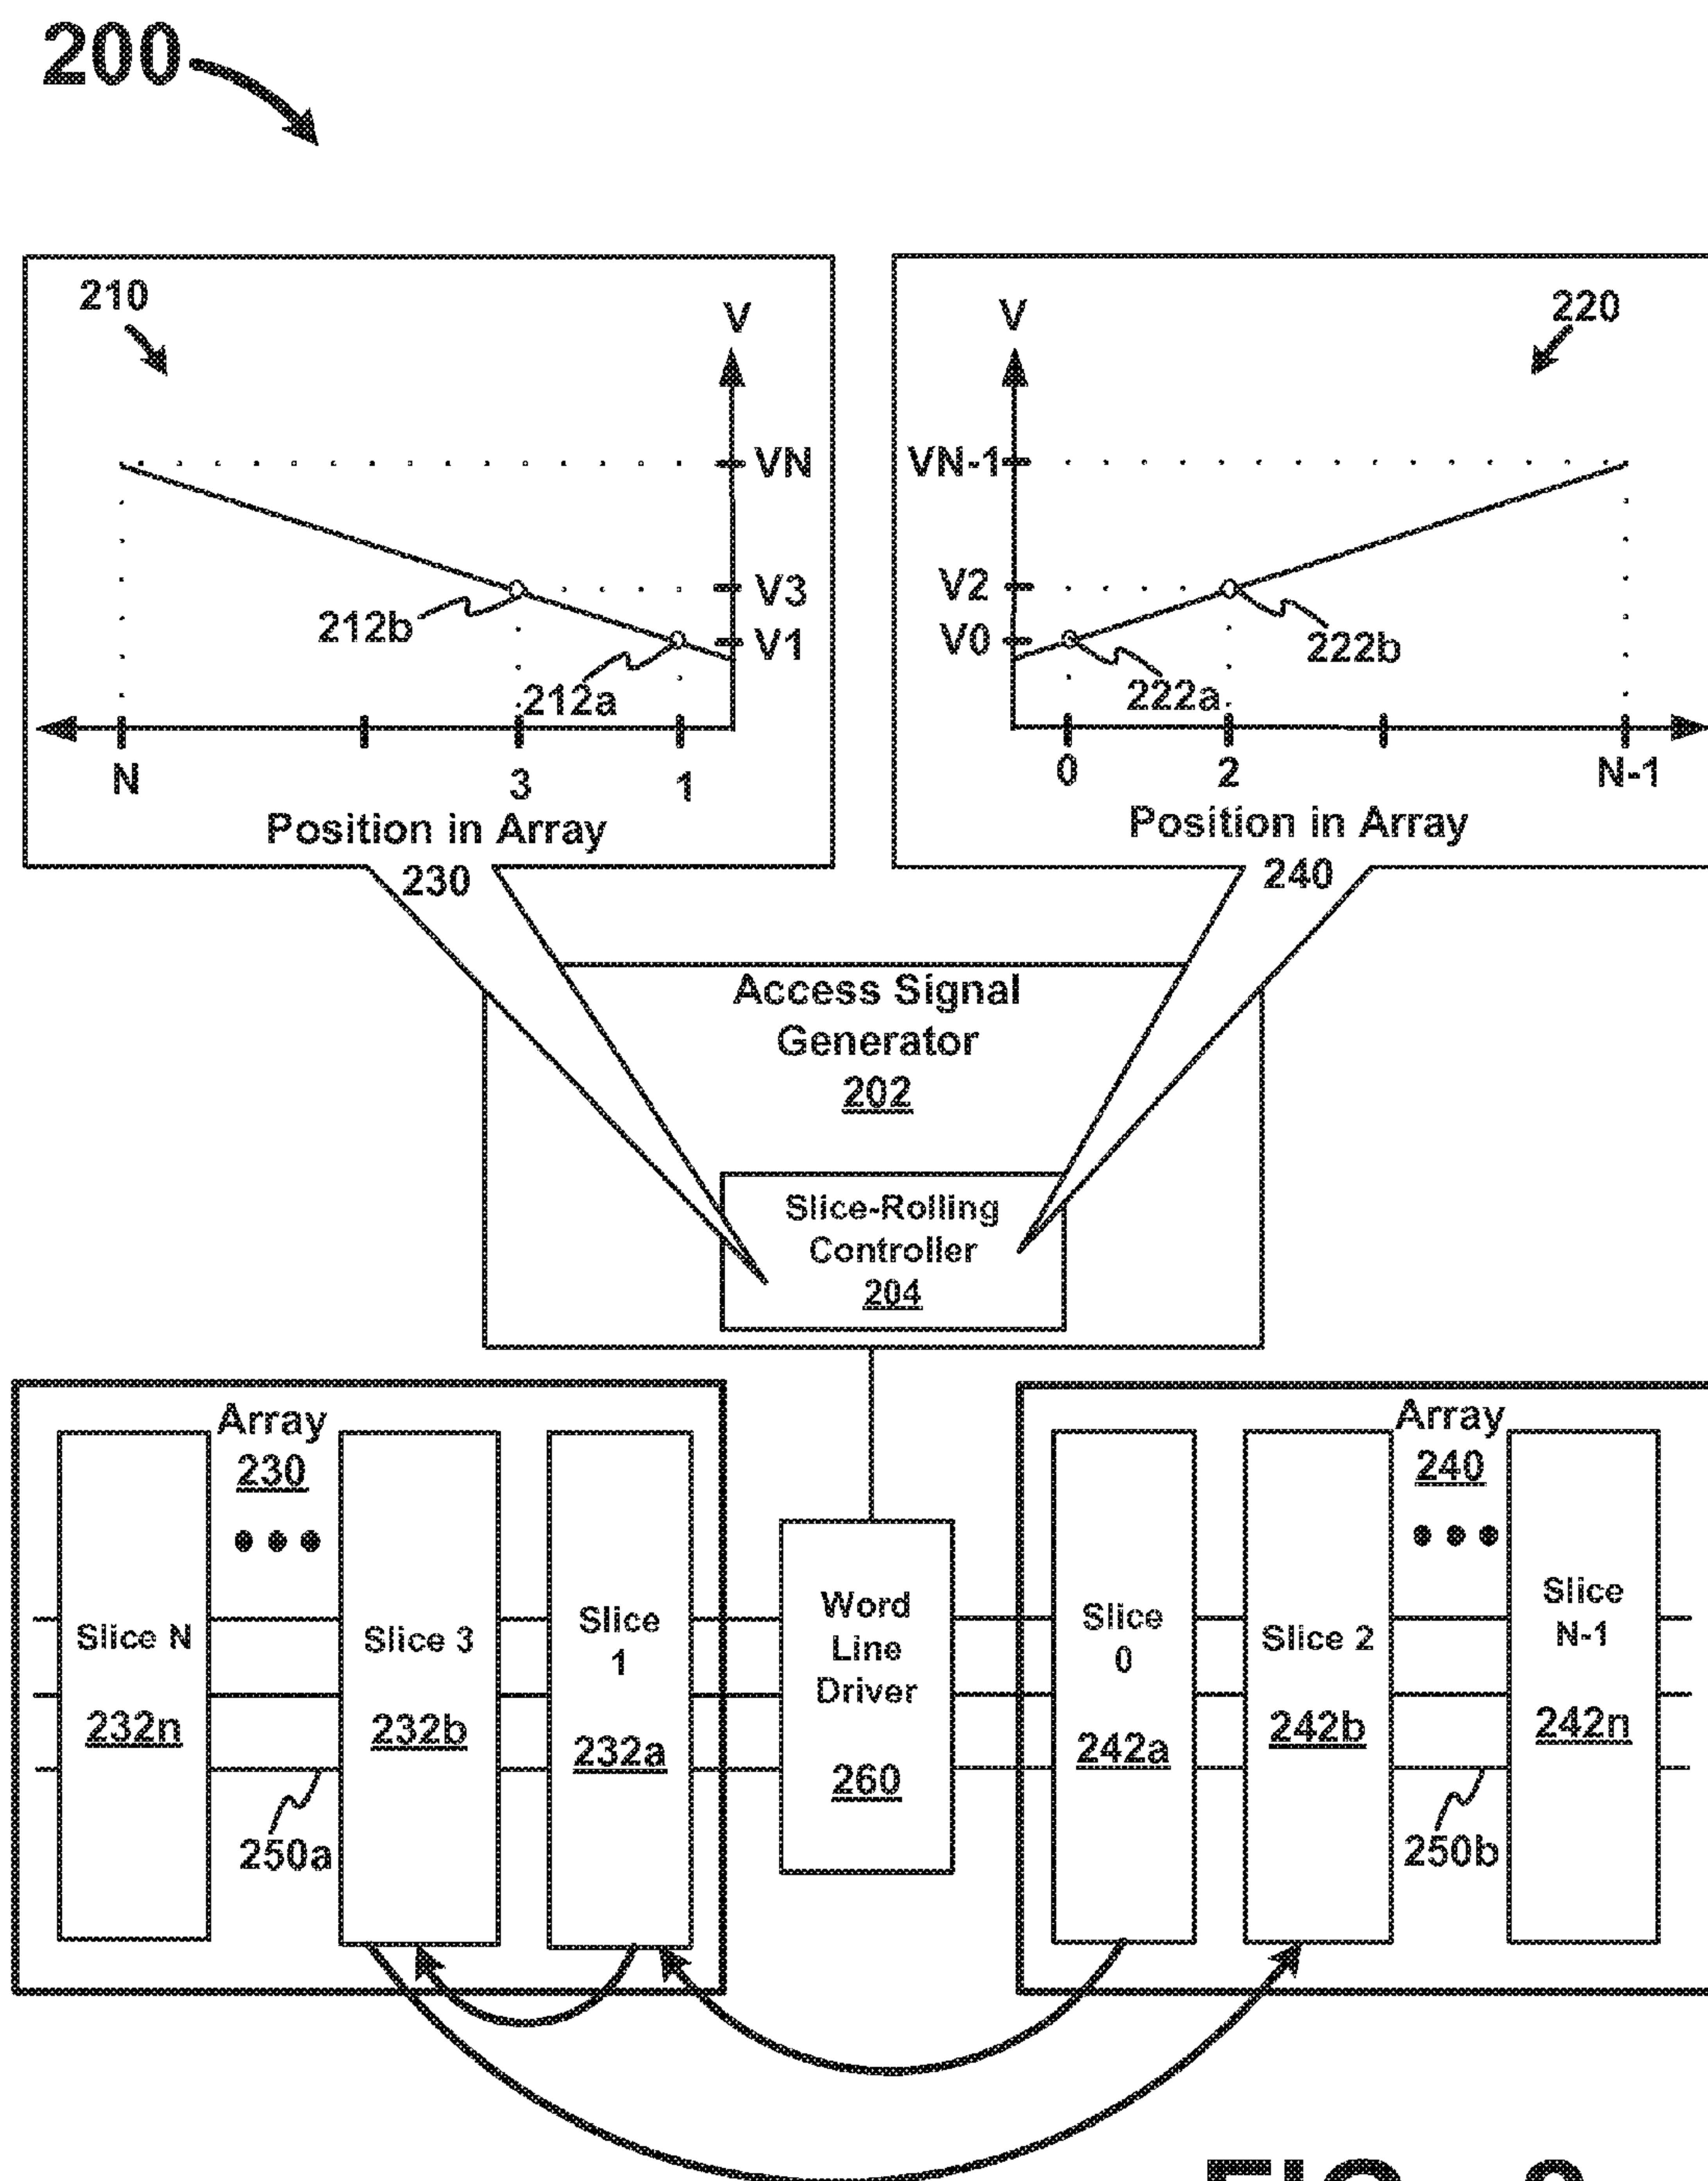 200
210
V
VN
V3
V1
212b
212a
N
3
1
Position in Array
230
V
220
VN-1
V2
V0
222b
222a
0
2
N-1
Position in Array
240
Access Signal
Generator
202
Slice-Rolling
Controller
204
Array
230
Slice N
232n
Slice 3
232b
Slice
1
232a
250a
Word
Line
Driver
260
Array
240
Slice
0
242a
Slice 2
242b
Slice
N-1
242n
250b